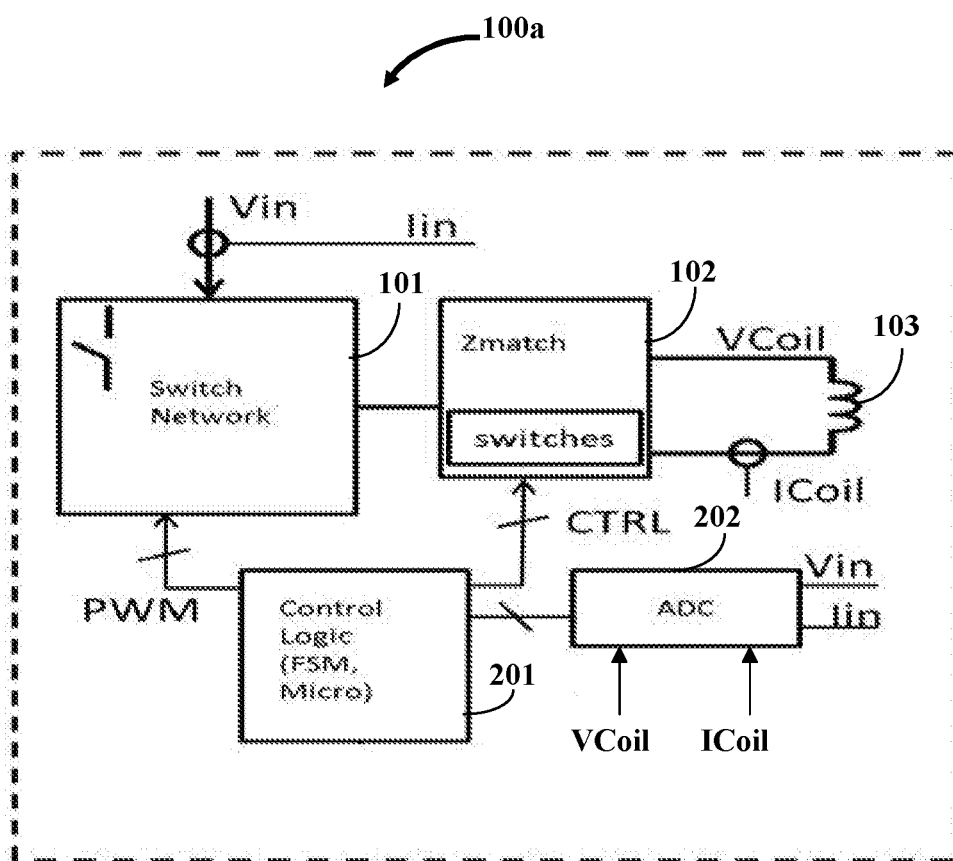 100a
Vin
Iin
101
102
103
Zmatch
VCoil
Switch
Network
switches
ICoil
CTRL
202
PWM
Control
Logic
(FSM,
Micro)
201
ADC
Vin
Iin
VCoil
ICoil